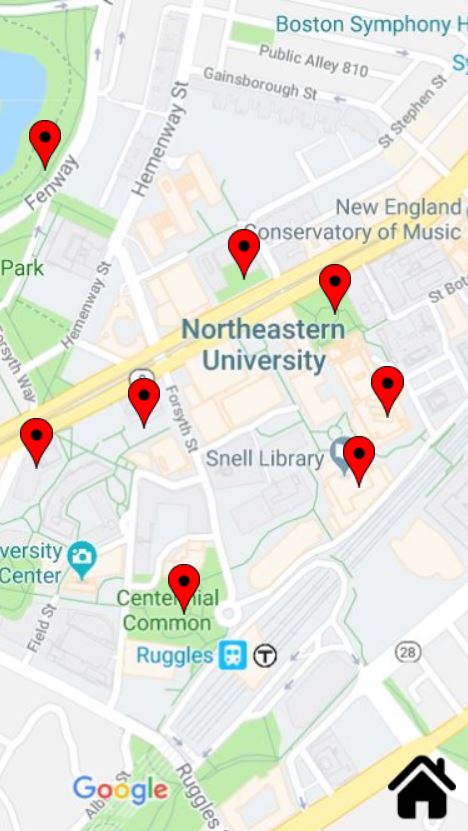 Boston Symphony H
Public Alley 810
Sy
Gainsborough St
St Stephen St
Hemenway St
Fenway
New England
Conservatory of Music
Park
Hemenway St
St Bot
Northeastern
University
Forsyth Way
Forsyth St
Snell Library
versity
Center
Centennial
Common
Field St
Ruggles
T
28
Google
Ruggles